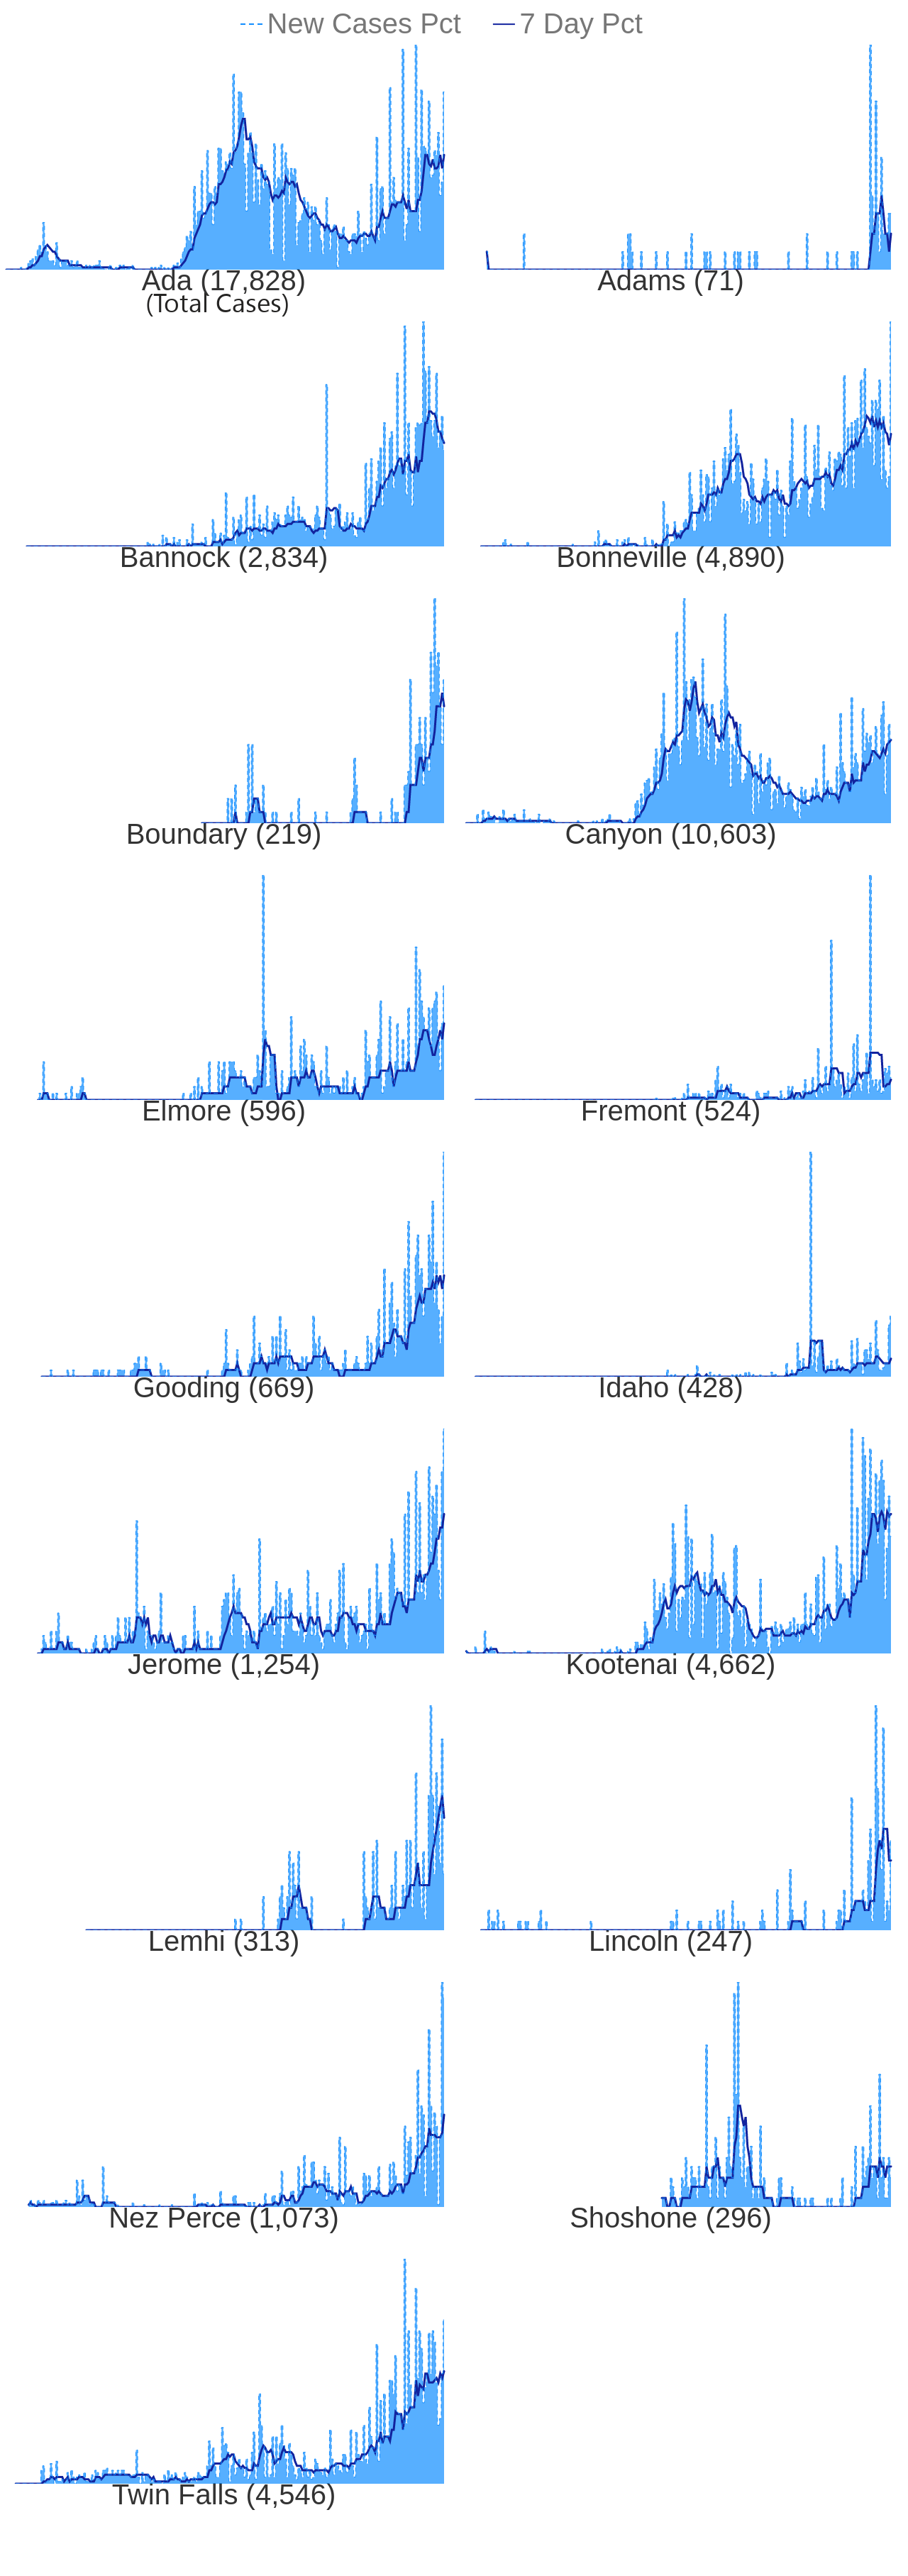 New Cases Pct 7 Day Pct
Ada (17,828) Adams (71)
(Total Cases)
Bannock (2,834) Bonneville (4,890)
Boundary (219) Canyon (10,603)
Elmore (596) Fremont (524)
Gooding (669) Idaho (428)
Jerome (1,254) Kootenai (4,662)
Lemhi (313) Lincoln (247)
Nez Perce (1,073) Shoshone (296)
Twin Falls (4,546)